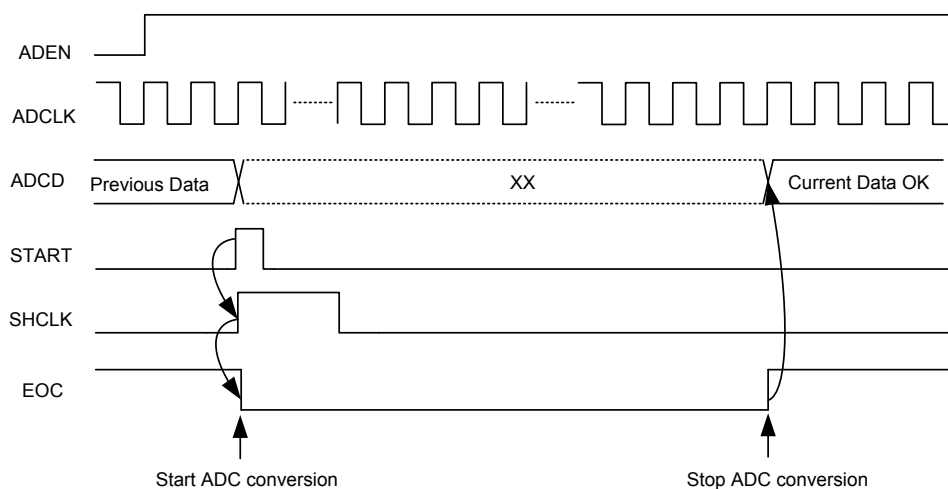 ADEN
ADCLK
ADCD
Previous Data
XX
Current Data OK
START
SHCLK
EOC
Start ADC conversion
Stop ADC conversion